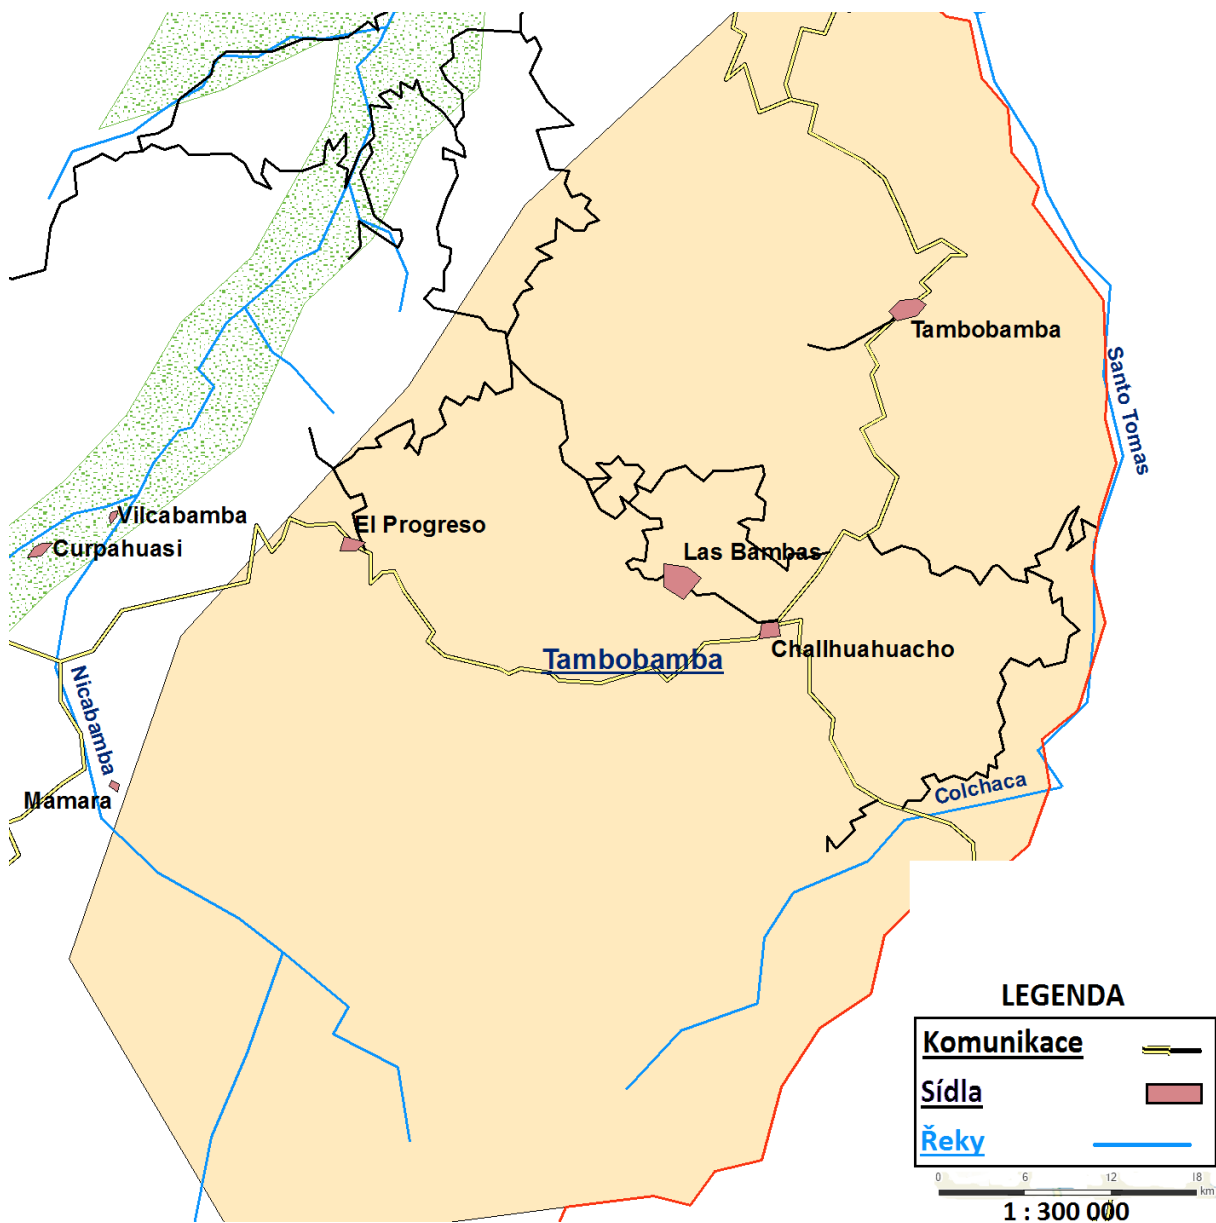 Tambobamba
Santo Tomas
Vilcabamba
El Progreso
Curpahuasi
Las Bambas
Challhuahuacho
Tambobamba
Nicabamba
Mamara
Colchaca
LEGENDA
Komunikace
Sídla
Řeky
0 6 12 18
km
1 : 300 000